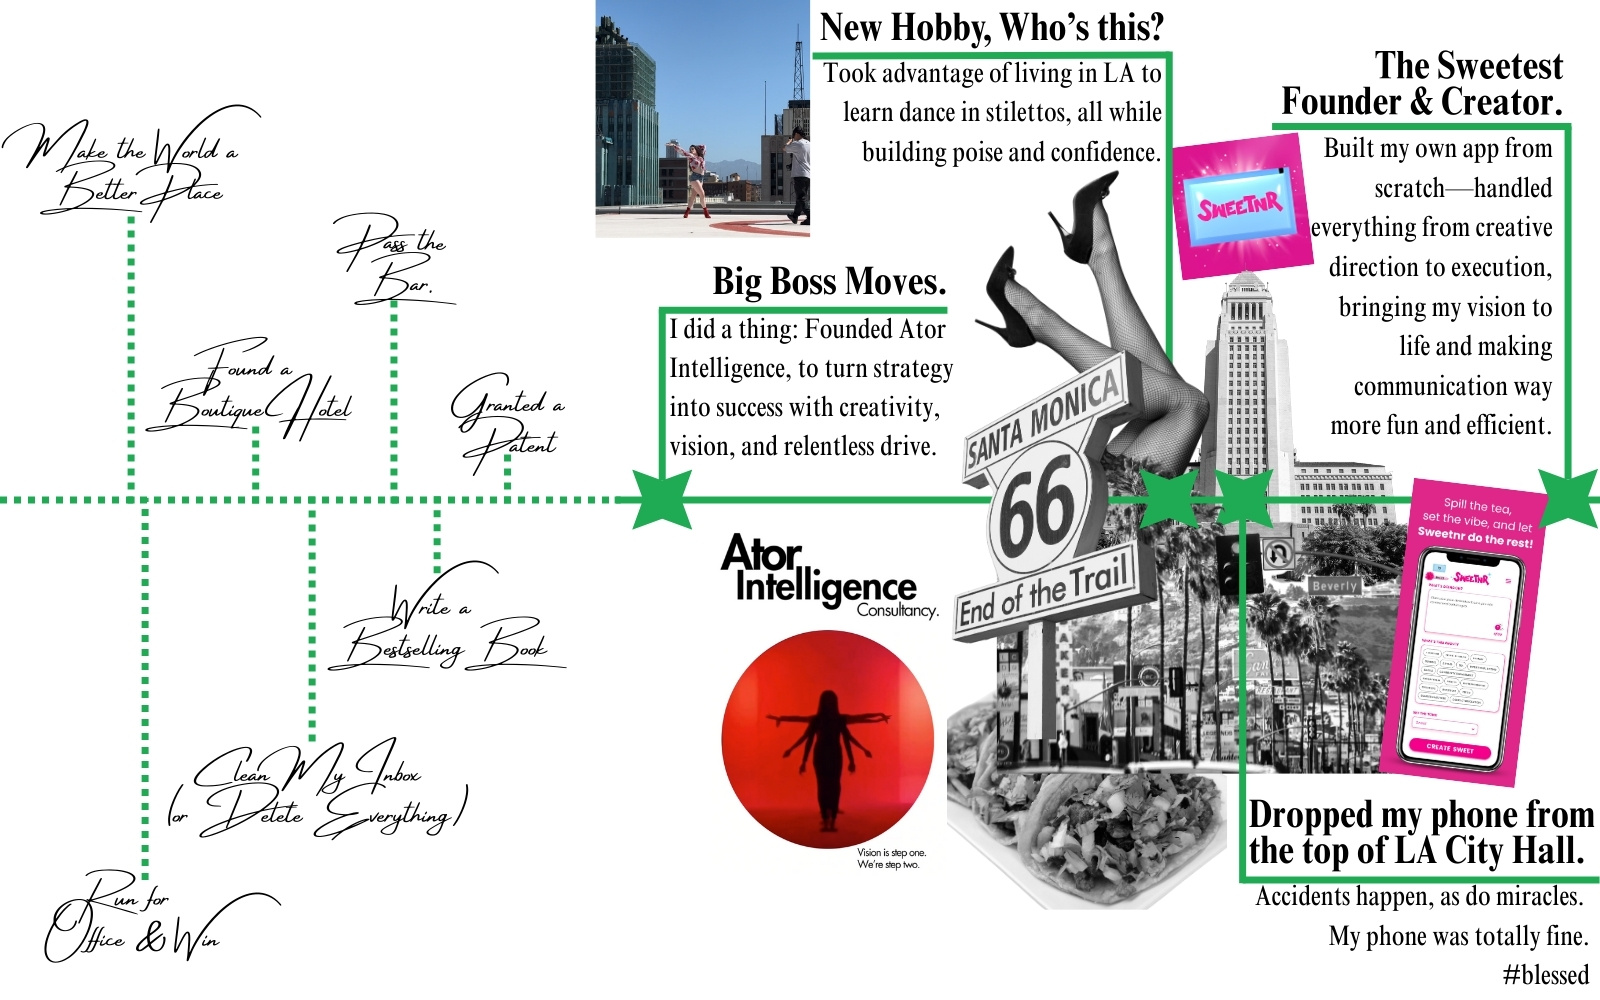 Make the World a
Better Place
Pass the
Bar.
Found a
Boutique Hotel
Granted a
Patent
Write a
Bestselling Book
Clean My Inbox
(or Delete Everything)
Run for
Office & Win
New Hobby, Who's this?
Took advantage of living in LA to
learn dance in stilettos, all while
building poise and confidence.
Big Boss Moves.
I did a thing: Founded Ator
Intelligence, to turn strategy
into success with creativity,
vision, and relentless drive.
Ator
Intelligence
Consultancy.
Vision is step one.
We're step two.
SANTA MONICA
66
End of the Trail
Beverly
The Sweetest
Founder & Creator.
Built my own app from
scratch—handled
everything from creative
direction to execution,
bringing my vision to
life and making
communication way
more fun and efficient.
SWEETNR
Spill the tea,
set the vibe, and let
Sweetnr do the rest!
SWEETNR
CREATE SWEET
Dropped my phone from
the top of LA City Hall.
Accidents happen, as do miracles.
My phone was totally fine.
#blessed